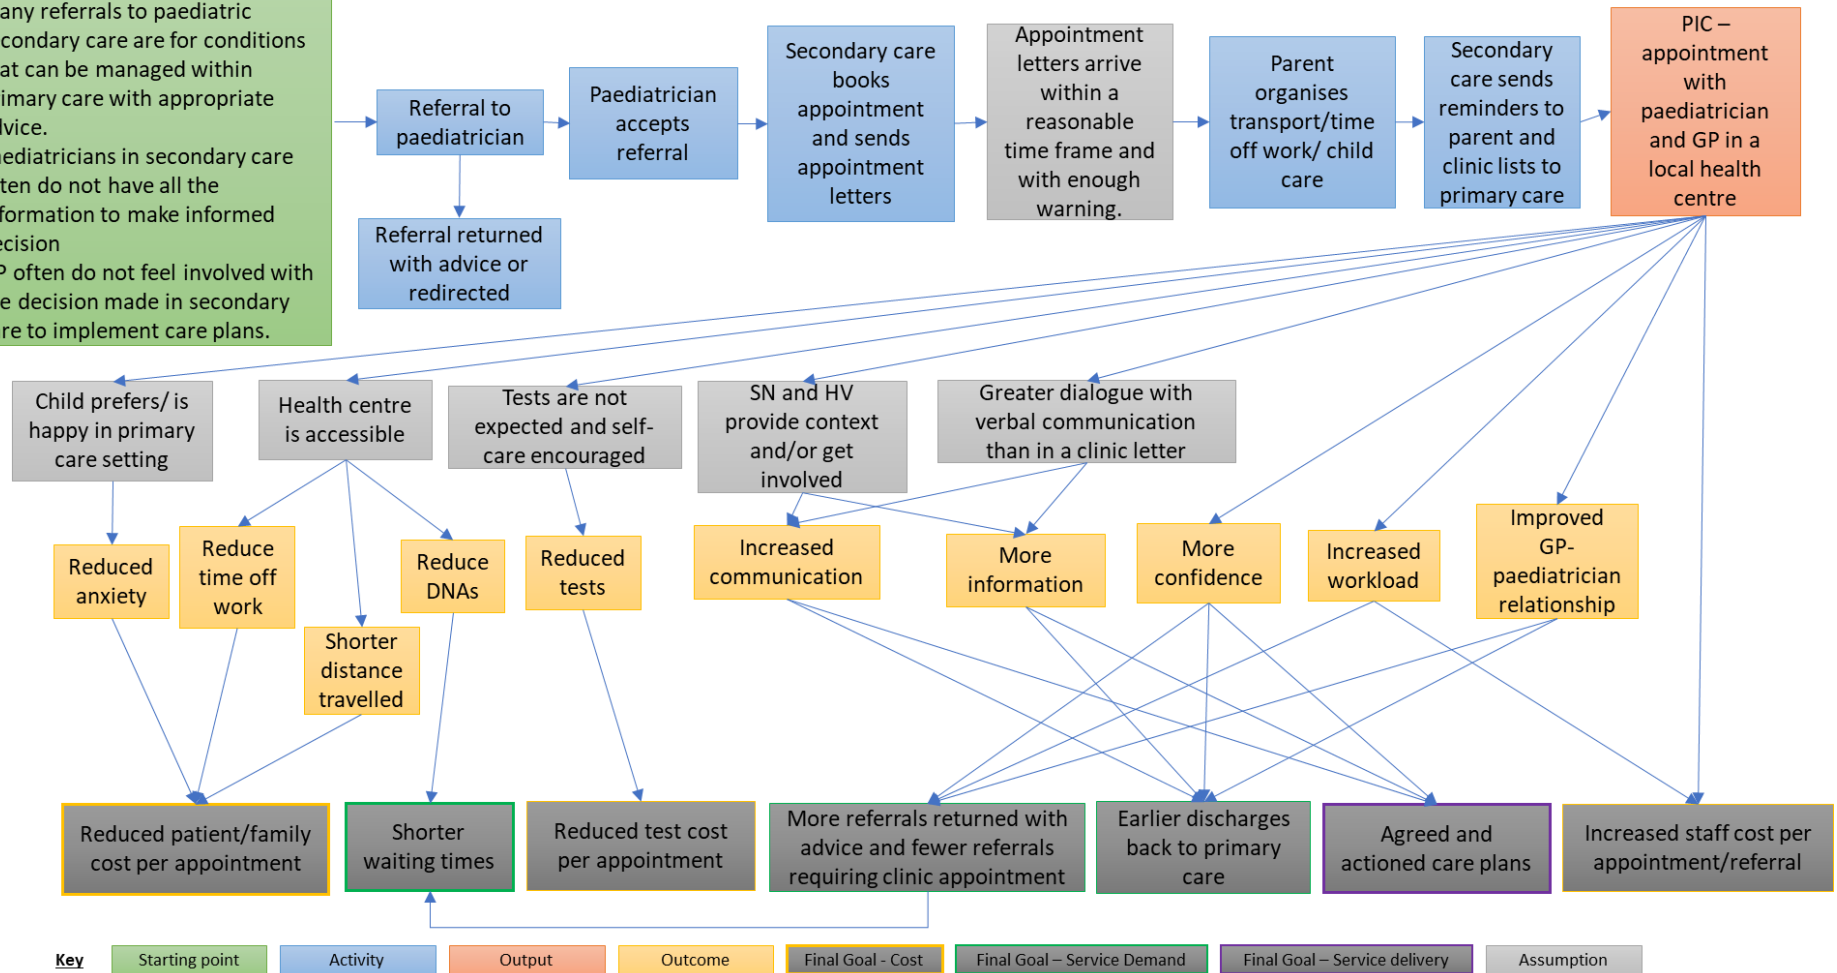 any referrals to paediatric
condary care are for conditions
at can be managed within
rimary care with appropriate
dvice.
aediatricians in secondary care
ten do not have all the
formation to make informed
ecision
P often do not feel involved with
e decision made in secondary
re to implement care plans.
Referral to
paediatrician
Referral returned
with advice or
redirected
Paediatrician
accepts
referral
Secondary care
books
appointment
and sends
appointment
letters
Appointment
letters arrive
within a
reasonable
time frame and
with enough
warning.
Parent
organises
transport/time
off work/ child
care
Secondary
care sends
reminders to
parent and
clinic lists to
primary care
PIC –
appointment
with
paediatrician
and GP in a
local health
centre
Child prefers/ is
happy in primary
care setting
Health centre
is accessible
Tests are not
expected and self-
care encouraged
SN and HV
provide context
and/or get
involved
Greater dialogue with
verbal communication
than in a clinic letter
Reduced
anxiety
Reduce
time off
work
Shorter
distance
travelled
Reduce
DNAs
Reduced
tests
Increased
communication
More
information
More
confidence
Increased
workload
Improved
GP-
paediatrician
relationship
Reduced patient/family
cost per appointment
Shorter
waiting times
Reduced test cost
per appointment
More referrals returned with
advice and fewer referrals
requiring clinic appointment
Earlier discharges
back to primary
care
Agreed and
actioned care plans
Increased staff cost per
appointment/referral
Key
Starting point
Activity
Output
Outcome
Final Goal - Cost
Final Goal – Service Demand
Final Goal – Service delivery
Assumption